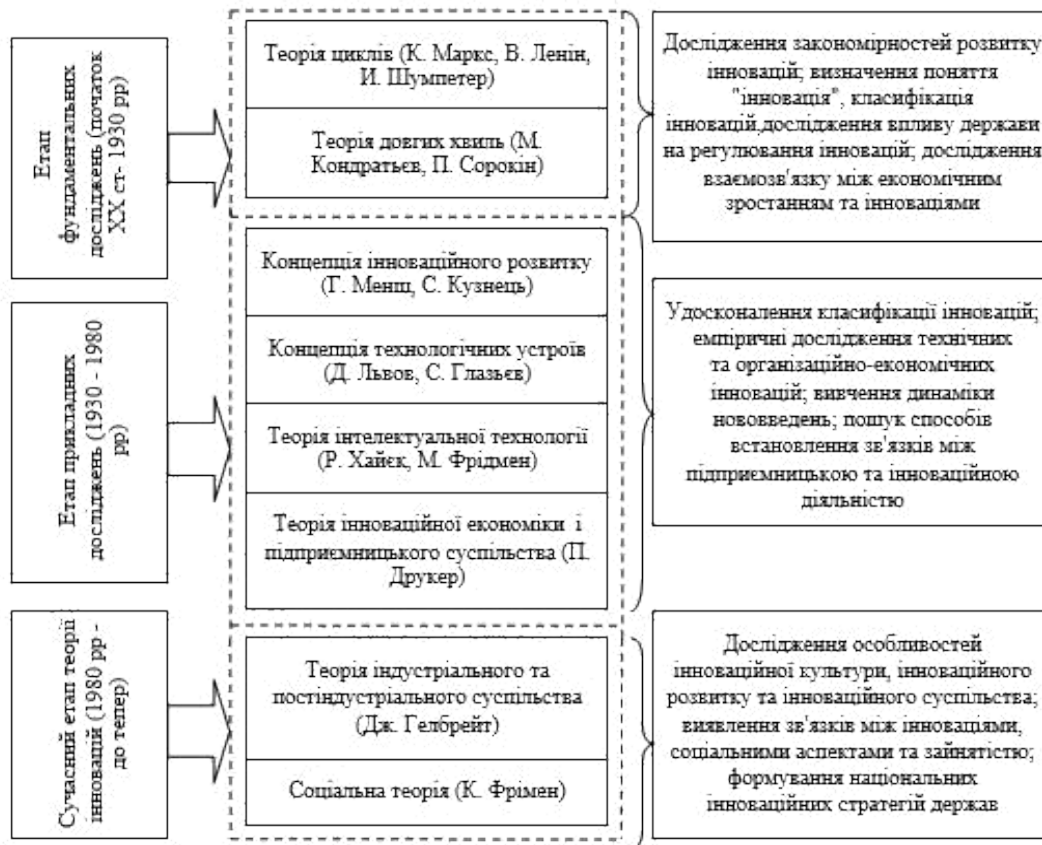 Етап
фундаментальних
досліджень (початок
ХХ ст- 1930 рр)
Теорія циклів (К. Маркс, В. Ленін,
И. Шумпетер)
Теорія довгих хвиль (М.
Кондратьєв, П. Сорокін)
Дослідження закономірностей розвитку
інновацій; визначення поняття
"інновація", класифікація
інновацій,дослідження впливу держави
на регулювання інновацій; дослідження
взаємозв'язку між економічним
зростанням та інноваціями
Етап прикладних
досліджень (1930 - 1980
рр)
Концепція інноваційного розвитку
(Г. Менш, С. Кузнець)
Концепція технологічних устроїв
(Д. Львов, С. Глазьєв)
Теорія інтелектуальної технології
(Р. Хайєк, М. Фрідмен)
Теорія інноваційної економіки і
підприємницького суспільства (П.
Друкер)
Удосконалення класифікації інновацій;
емпіричні дослідження технічних
та організаційно-економічних
інновацій; вивчення динаміки
нововведень; пошук способів
встановлення зв'язків між
підприємницькою та інноваційною
діяльністю
Сучасний етап теорії
інновацій (1980 рр -
до тепер)
Теорія індустріального та
постіндустріального суспільства
(Дж. Гелбрейт)
Соціальна теорія (К. Фрімен)
Дослідження особливостей
інноваційної культури, інноваційного
розвитку та інноваційного суспільства;
виявлення зв'язків між інноваціями,
соціальними аспектами та зайнятістю;
формування національних
інноваційних стратегій держав